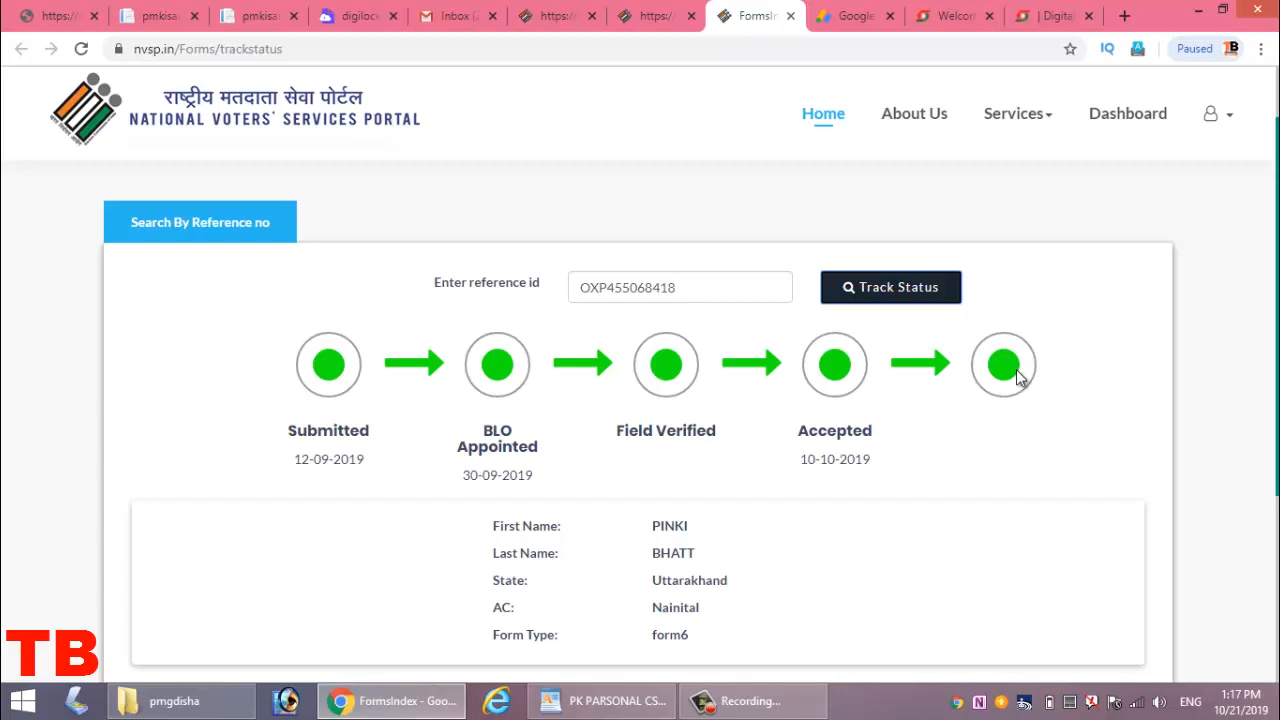 https://
pmkisa
pmkisa
digilock
Inbox (
https://
https://
FormsIn
Google
Welcom
| Digital
nvsp.in/Forms/trackstatus
IQ
Paused
TB
राष्ट्रीय मतदाता सेवा पोर्टल
NATIONAL VOTERS' SERVICES PORTAL
Home
About Us
Services
Dashboard
Search By Reference no
Enter reference id
OXP455068418
Track Status
Submitted
BLO
Appointed
Field Verified
Accepted
12-09-2019
30-09-2019
10-10-2019
First Name: PINKI
Last Name: BHATT
State: Uttarakhand
AC: Nainital
Form Type: form6
TB
pmgdisha
FormsIndex - Goo...
PK PARSONAL CS...
Recording...
ENG
1:17 PM
10/21/2019